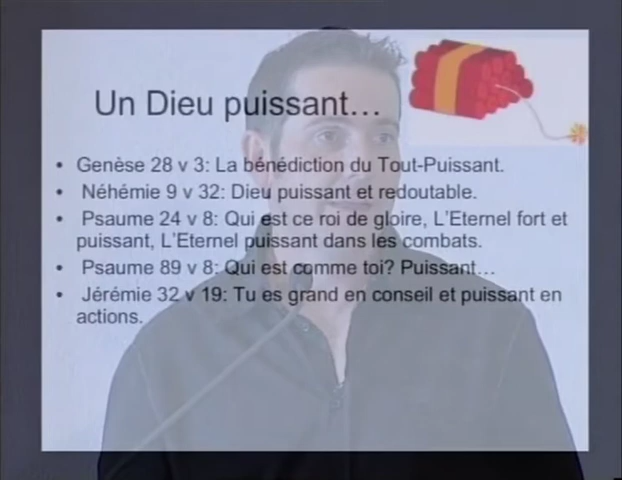 Un Dieu puissant…
• Genèse 28 v 3: La bénédiction du Tout-Puissant.
• Néhémie 9 v 32: Dieu puissant et redoutable.
• Psaume 24 v 8: Qui est ce roi de gloire, L'Eternel fort et
puissant, L'Eternel puissant dans les combats.
• Psaume 89 v 8: Qui est comme toi? Puissant…
• Jérémie 32 v 19: Tu es grand en conseil et puissant en
actions.